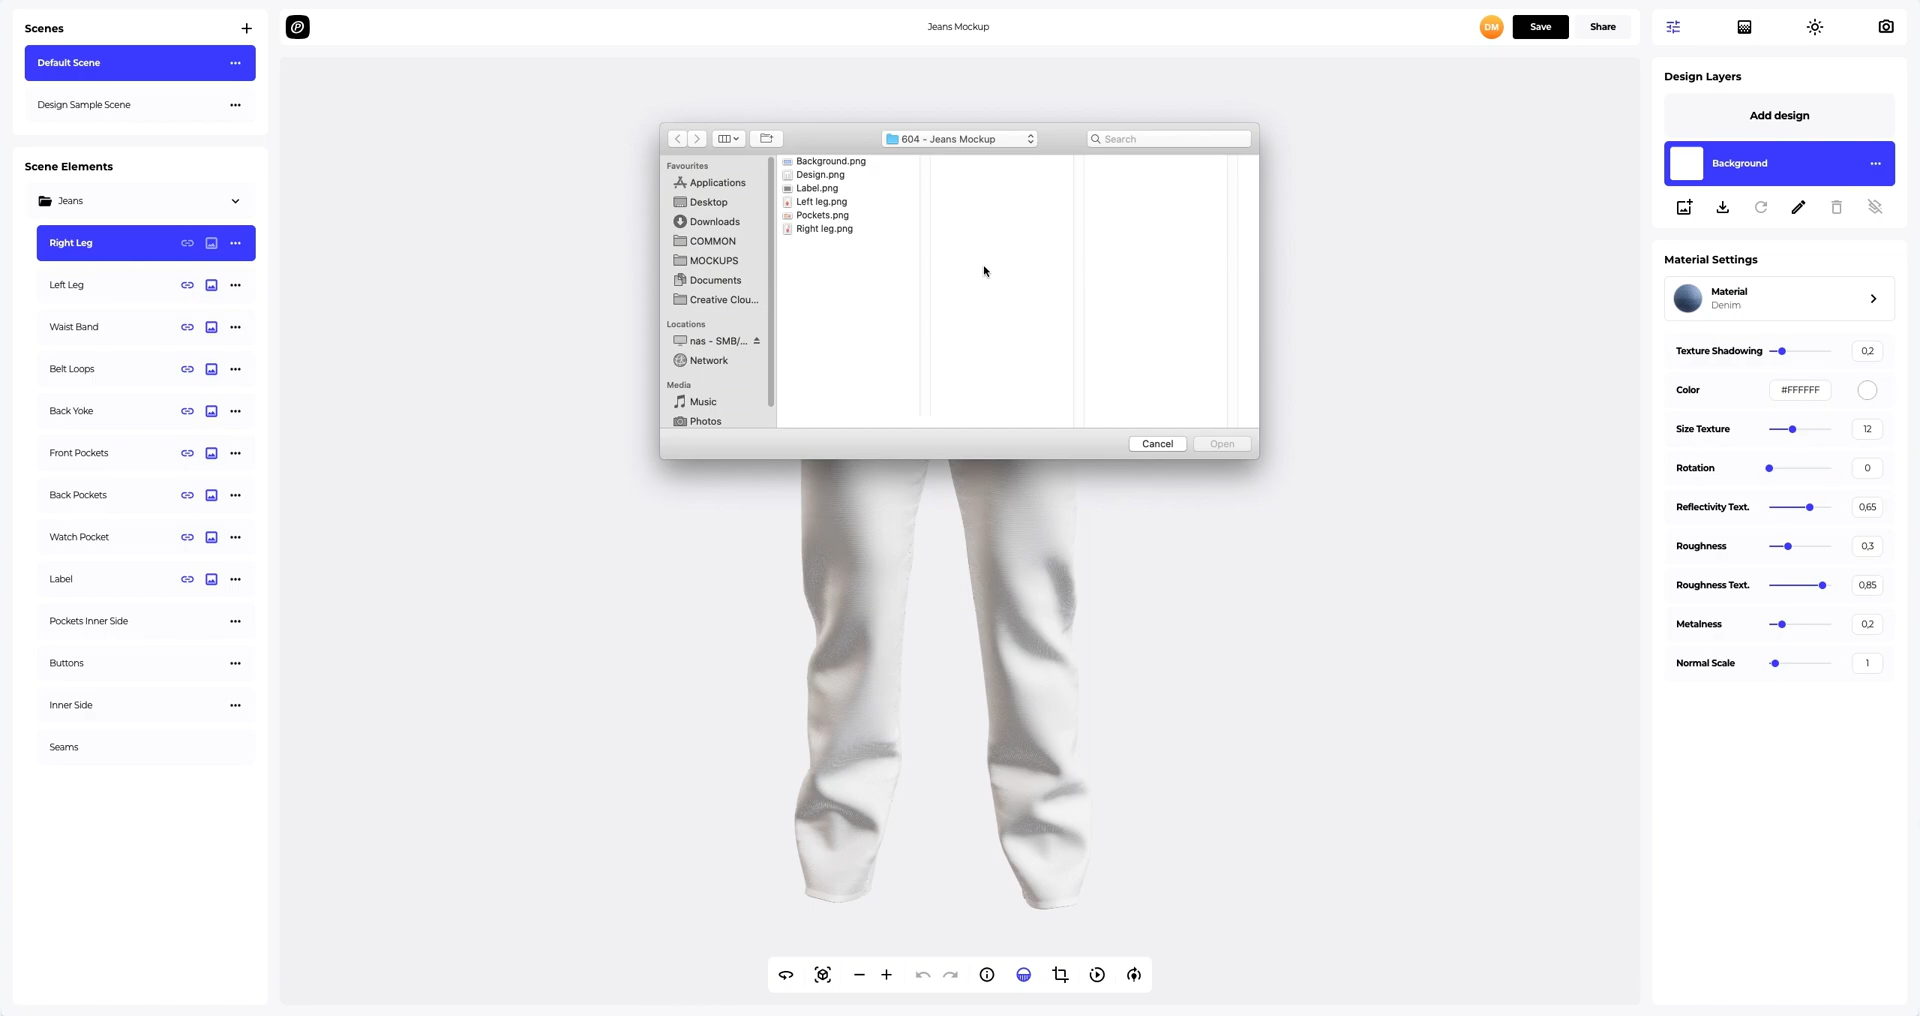 Scenes
Default Scene
Design Sample Scene
Scene Elements
Jeans
Right Leg
Left Leg
Waist Band
Belt Loops
Back Yoke
Front Pockets
Back Pockets
Watch Pocket
Label
Pockets Inner Side
Buttons
Inner Side
Seams
Jeans Mockup
DM
Save
Share
604 - Jeans Mockup
Search
Favourites
Applications
Desktop
Downloads
COMMON
MOCKUPS
Documents
Creative Clou...
Locations
nas - SMB/...
Network
Media
Music
Photos
Background.png
Design.png
Label.png
Left leg.png
Pockets.png
Right leg.png
Cancel
Open
Design Layers
Add design
Background
Material Settings
Material
Denim
Texture Shadowing 0,2
Color #FFFFFF
Size Texture 12
Rotation 0
Reflectivity Text. 0,65
Roughness 0,3
Roughness Text. 0,85
Metalness 0,2
Normal Scale 1